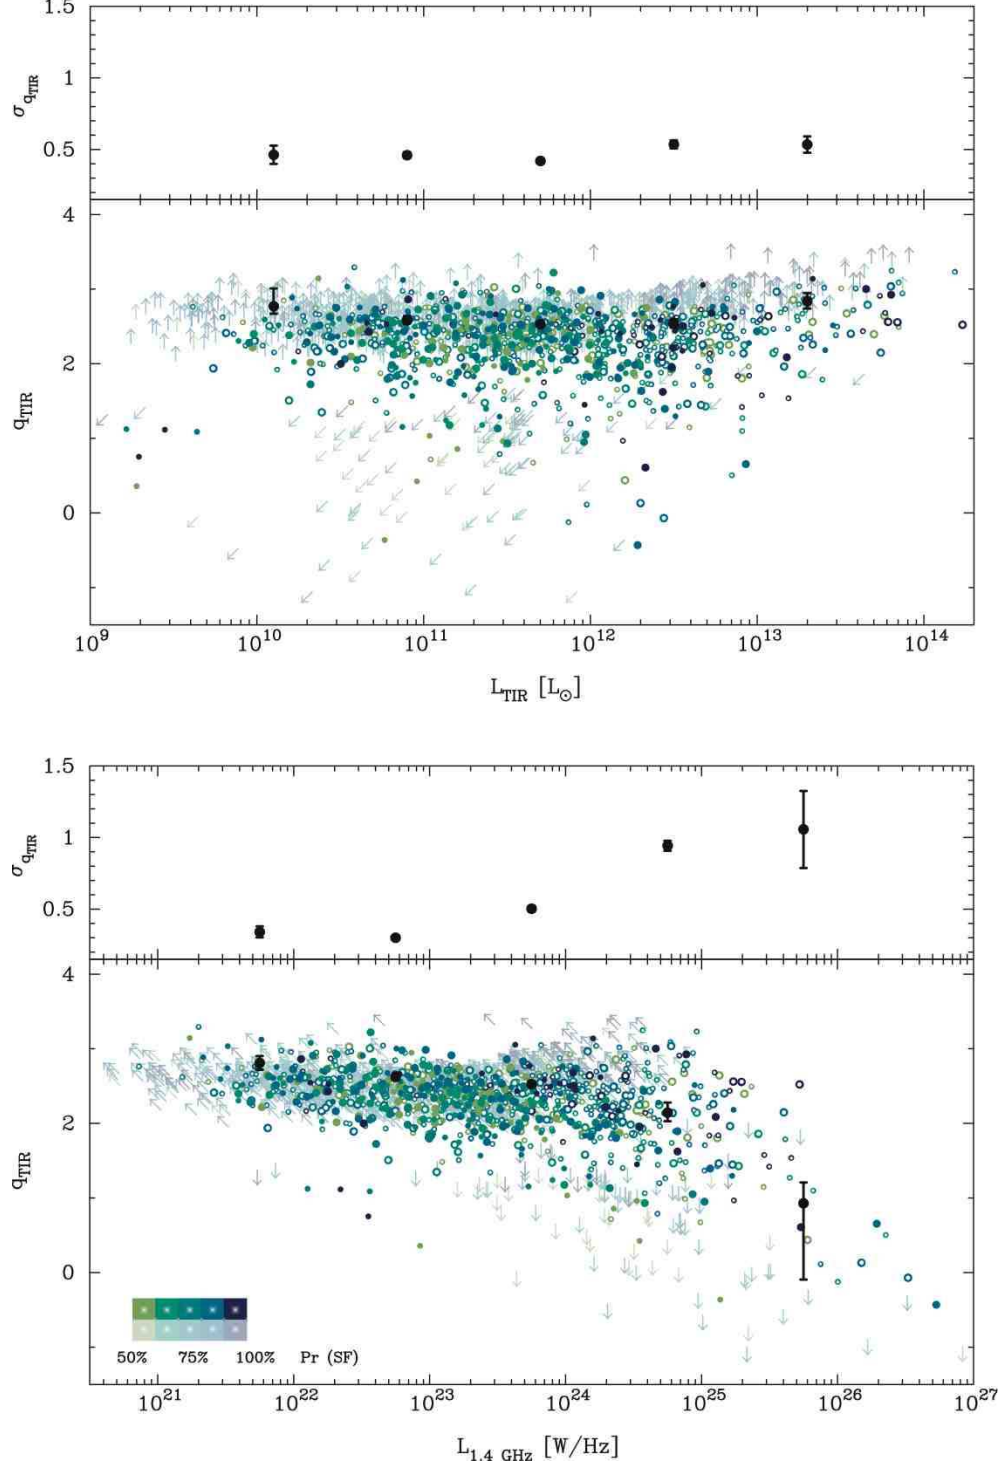 1.5
1
0.5
σ_qTIR
4
2
0
q_TIR
10^9 10^10 10^11 10^12 10^13 10^14
L_TIR [L_⊙]
1.5
1
0.5
σ_qTIR
4
2
0
q_TIR
50% 75% 100% Pr (SF)
10^21 10^22 10^23 10^24 10^25 10^26 10^27
L_1.4 GHz [W/Hz]